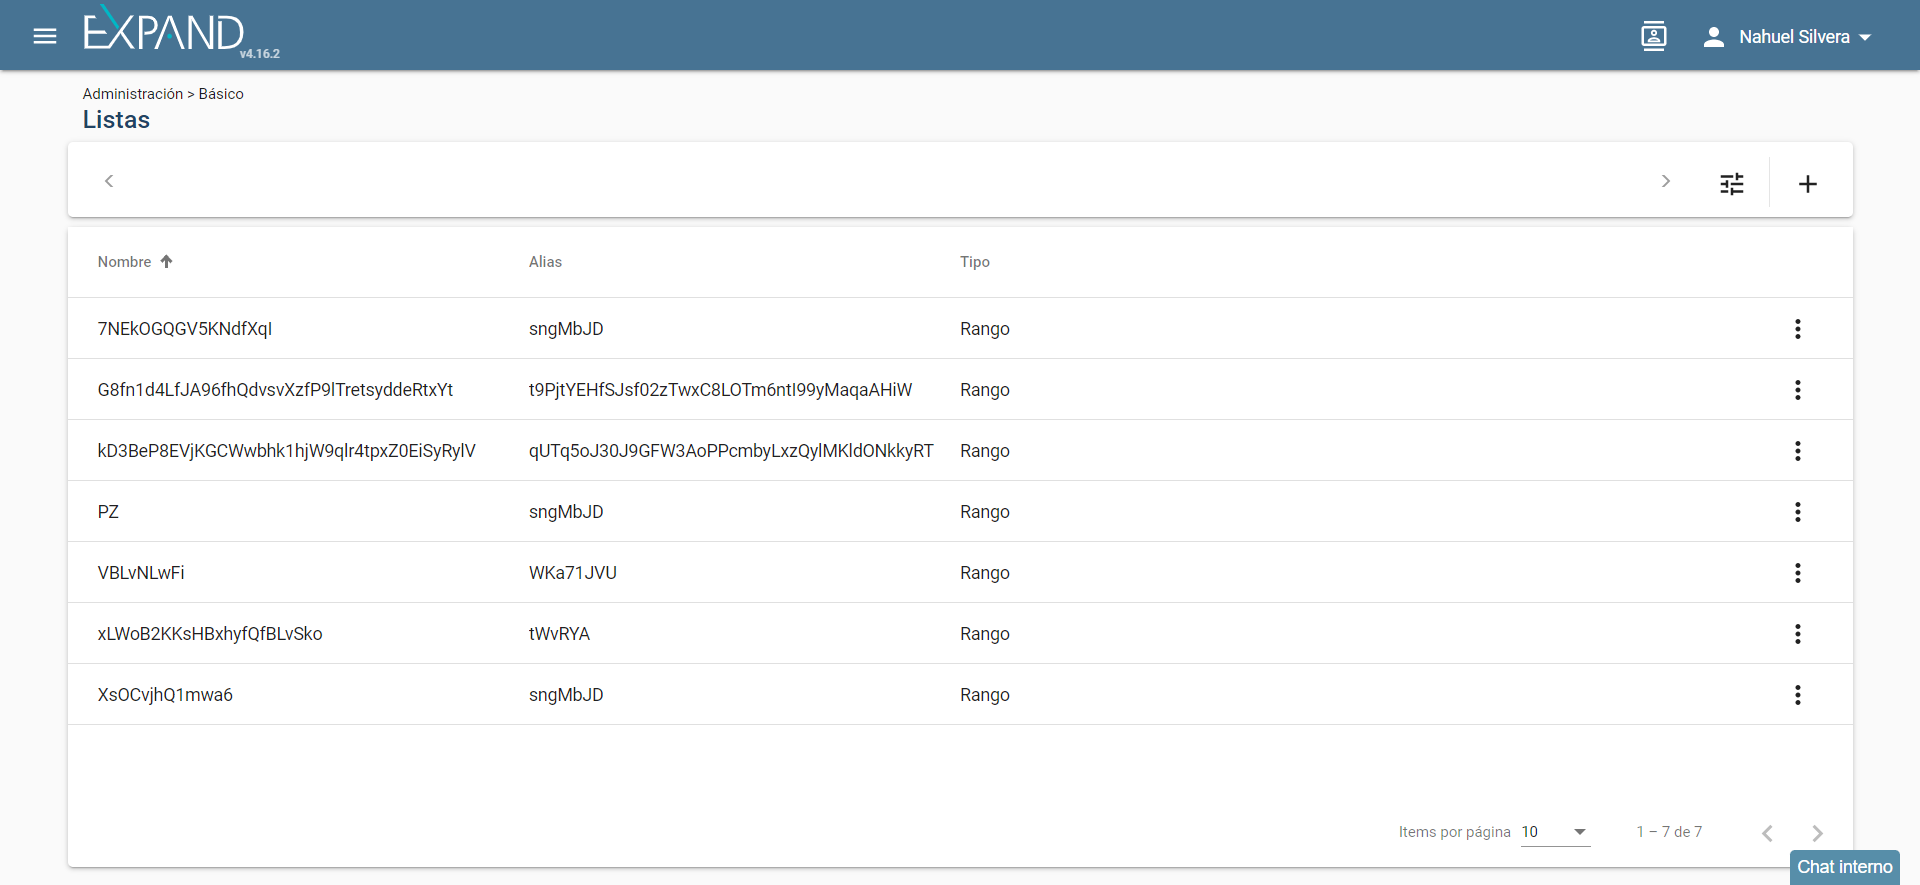 EXPAND
v4.16.2
Nahuel Silvera
Administración > Básico
Listas
Nombre Alias Tipo
7NEkOGQGV5KNdfXqI sngMbJD Rango
G8fn1d4LfJA96fhQdvsvXzfP9lTretsyddeRtxYt t9PjtYEHfSJsf02zTwxC8LOTm6ntI99yMaqaAHiW Rango
kD3BeP8EVjKGCWwbhk1hjW9qlr4tpxZ0EiSyRylV qUTq5oJ30J9GFW3AoPPcmbyLxzQylMKldONkkyRT Rango
PZ sngMbJD Rango
VBLvNLwFi WKa71JVU Rango
xLWoB2KKsHBxhyfQfBLvSko tWvRYA Rango
XsOCvjhQ1mwa6 sngMbJD Rango
Items por página 10 1 – 7 de 7
Chat interno